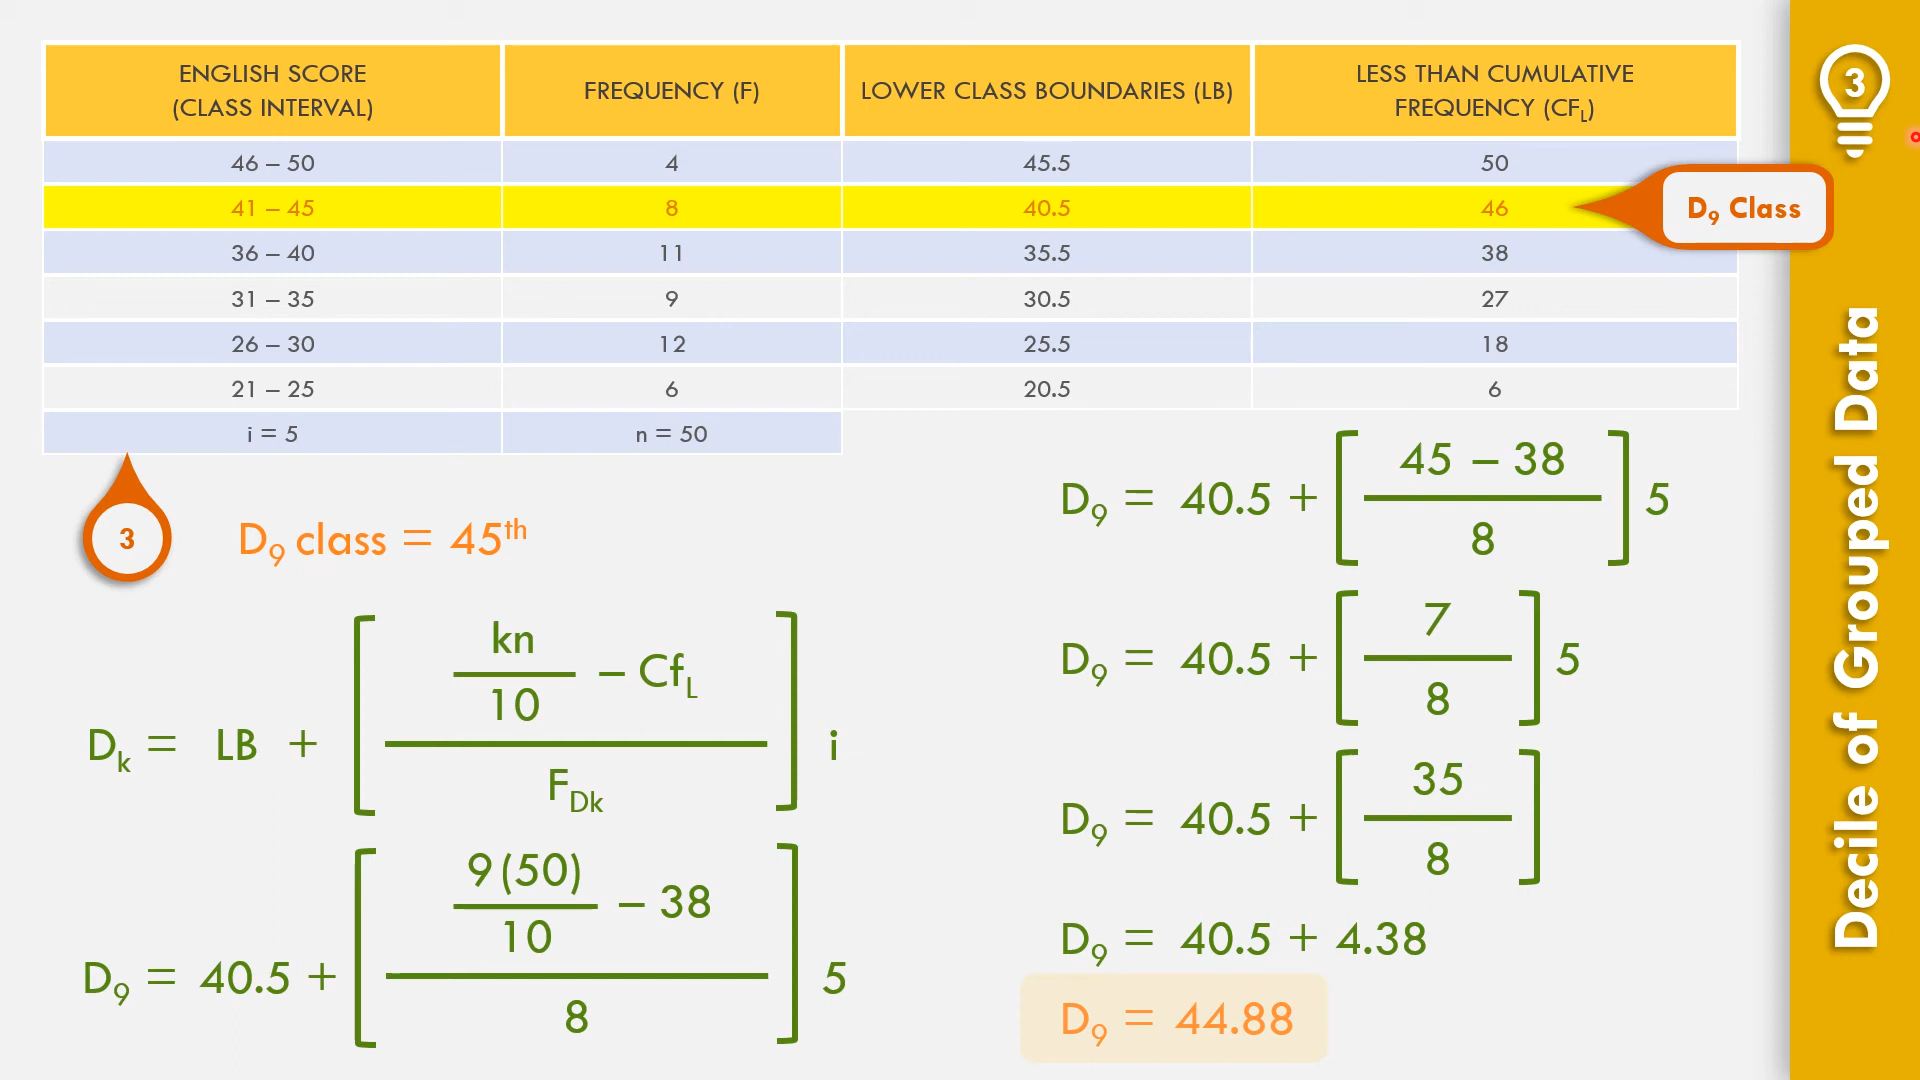 ENGLISH SCORE
(CLASS INTERVAL)
FREQUENCY (F)
LOWER CLASS BOUNDARIES (LB)
LESS THAN CUMULATIVE
FREQUENCY (CF_L)
46 – 50 4 45.5 50
41 – 45 8 40.5 46
36 – 40 11 35.5 38
31 – 35 9 30.5 27
26 – 30 12 25.5 18
21 – 25 6 20.5 6
i = 5 n = 50
D₉ Class
3
3
D₉ class = 45th
D_k = LB + [ (kn/10 – Cf_L) / F_Dk ] i
D₉ = 40.5 + [ (9(50)/10 – 38) / 8 ] 5
D₉ = 40.5 + [ (45 – 38) / 8 ] 5
D₉ = 40.5 + [ 7 / 8 ] 5
D₉ = 40.5 + [ 35 / 8 ]
D₉ = 40.5 + 4.38
D₉ = 44.88
Decile of Grouped Data